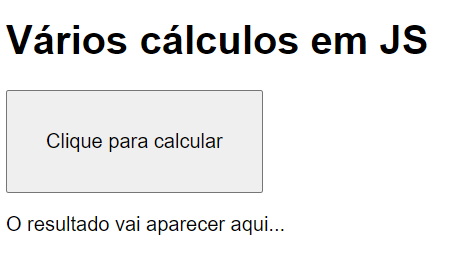 Vários cálculos em JS
Clique para calcular
O resultado vai aparecer aqui...